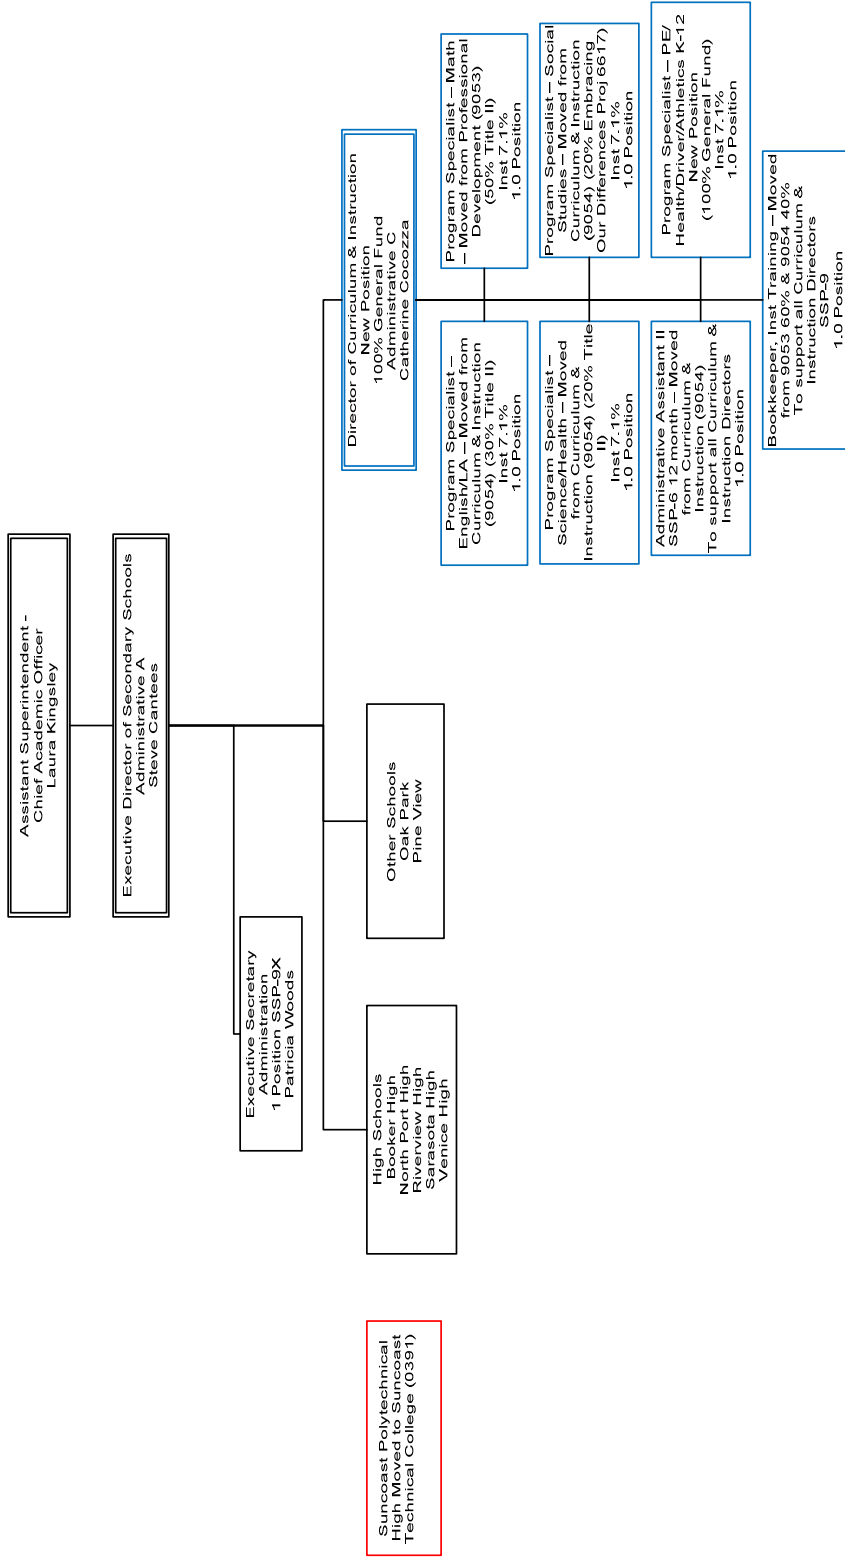 Assistant Superintendent -
Chief Academic Officer
Laura Kingsley
Executive Director of Secondary Schools
Administrative A
Steve Cantees
Executive Secretary
Administration
1 Position SSP-9X
Patricia Woods
Suncoast Polytechnical
High Moved to Suncoast
Technical College (0391)
High Schools
Booker High
North Port High
Riverview High
Sarasota High
Venice High
Other Schools
Oak Park
Pine View
Director of Curriculum & Instruction
New Position
100% General Fund
Administrative C
Catherine Cocozza
Program Specialist –
English/LA – Moved from
Curriculum & Instruction
(9054) (30% Title II)
Inst 7.1%
1.0 Position
Program Specialist – Math
– Moved from Professional
Development (9053)
(50% Title II)
Inst 7.1%
1.0 Position
Program Specialist –
Science/Health – Moved
from Curriculum &
Instruction (9054) (20% Title
II)
Inst 7.1%
1.0 Position
Program Specialist – Social
Studies – Moved from
Curriculum & Instruction
(9054) (20% Embracing
Our Differences Proj 6617)
Inst 7.1%
1.0 Position
Administrative Assistant II
SSP-6 12 month – Moved
from Curriculum &
Instruction (9054)
To support all Curriculum &
Instruction Directors
1.0 Position
Program Specialist – PE/
Health/Driver/Athletics K-12
New Position
(100% General Fund)
Inst 7.1%
1.0 Position
Bookkeeper, Inst Training – Moved
from 9053 60% & 9054 40%
To support all Curriculum &
Instruction Directors
SSP-9
1.0 Position